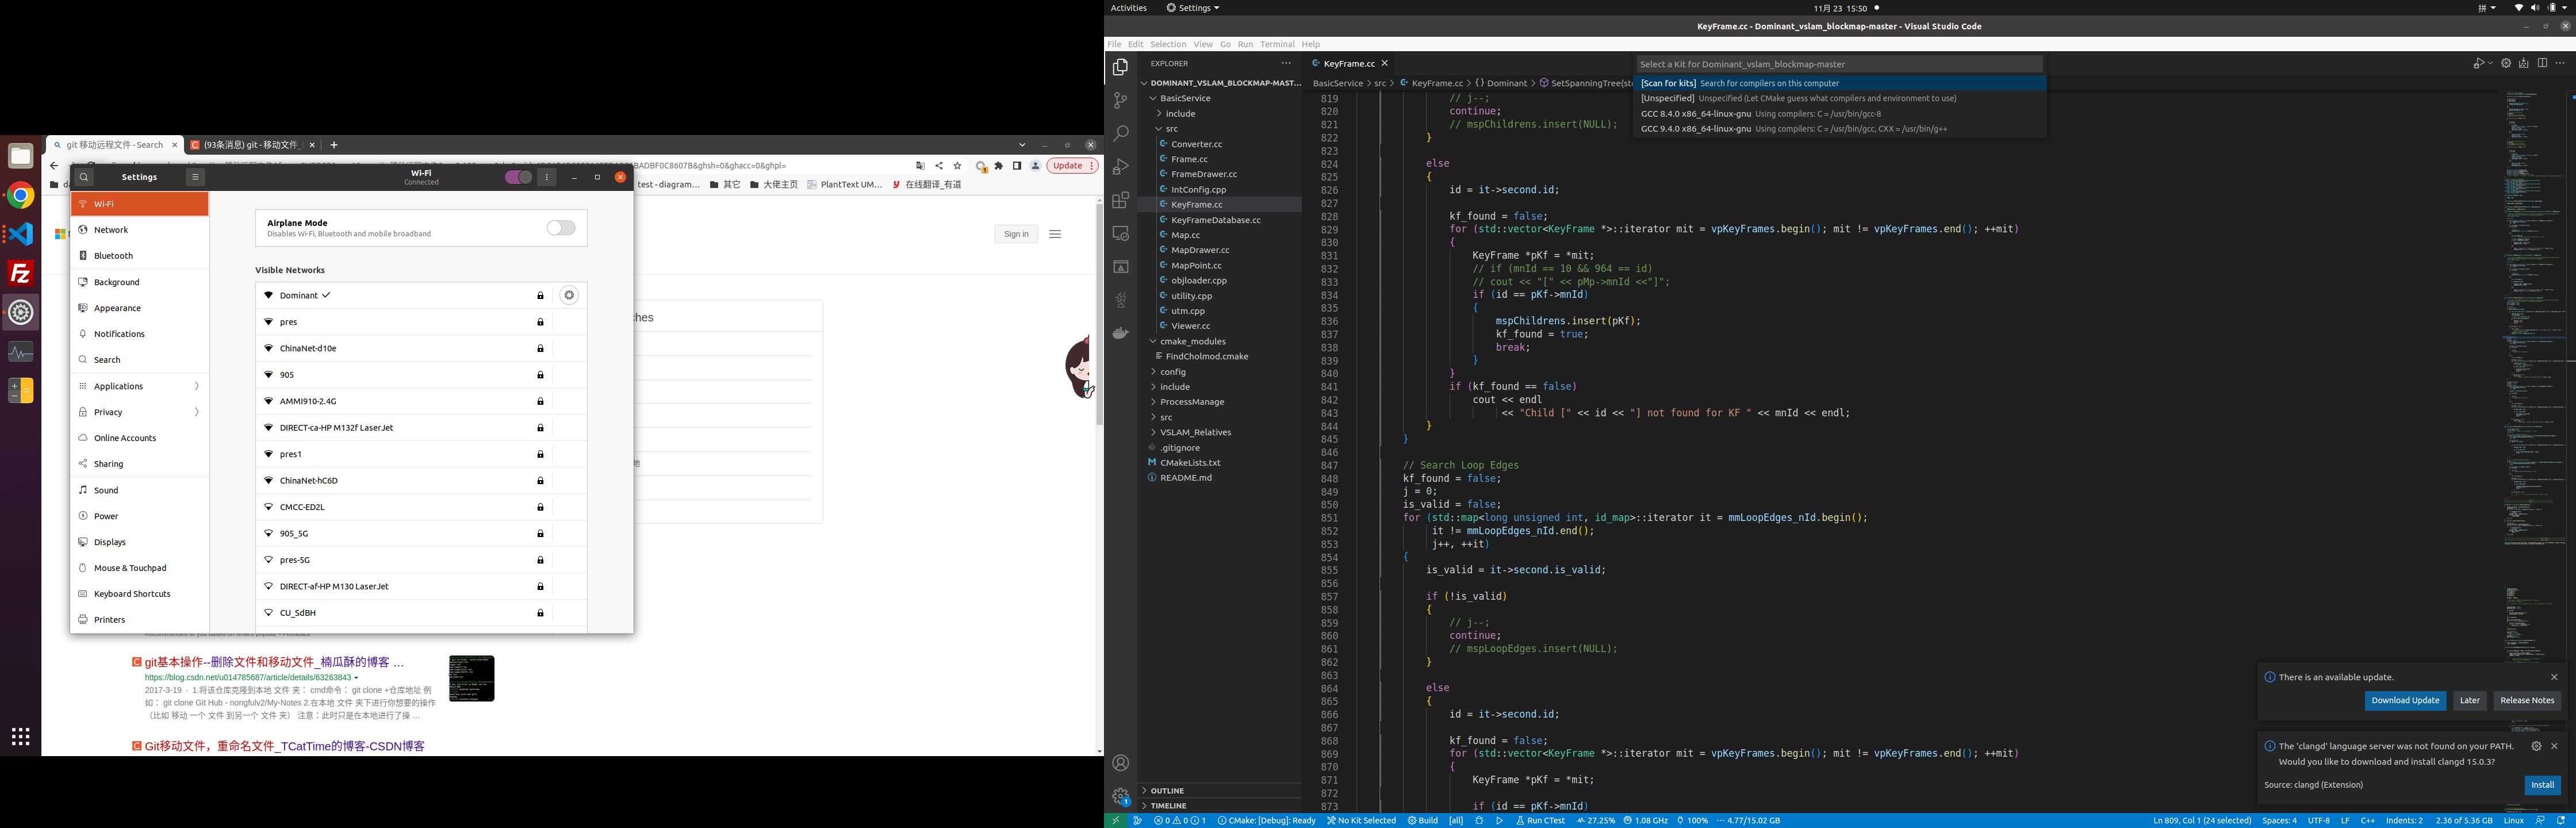 git 移动远程文件 - Search
(93条消息) git - 移动文件_
BADBF0C8607B&ghsh=0&ghacc=0&ghpl=
Update
test - diagram...
其它
大佬主页
PlantText UM...
在线翻译_有道
Sign in
Settings
Wi-Fi
Connected
Wi-Fi
Network
Bluetooth
Background
Appearance
Notifications
Search
Applications
Privacy
Online Accounts
Sharing
Sound
Power
Displays
Mouse & Touchpad
Keyboard Shortcuts
Printers
Airplane Mode
Disables Wi-Fi, Bluetooth and mobile broadband
Visible Networks
Dominant
pres
ChinaNet-d10e
905
AMMI910-2.4G
DIRECT-ca-HP M132f LaserJet
pres1
ChinaNet-hC6D
CMCC-ED2L
905_5G
pres-5G
DIRECT-af-HP M130 LaserJet
CU_SdBH
ches
地
git基本操作--删除文件和移动文件_楠瓜酥的博客 ...
https://blog.csdn.net/u014785687/article/details/63263843
2017-3-19 · 1.将该仓库克隆到本地 文件 夹： cmd命令： git clone +仓库地址 例
如： git clone Git Hub - nongfulv2/My-Notes 2.在本地 文件 夹下进行你想要的操作
（比如 移动 一个 文件 到另一个 文件 夹） 注意：此时只是在本地进行了操 ...
Git移动文件，重命名文件_TCatTime的博客-CSDN博客
Activities
Settings
11月 23 15:50
拼
KeyFrame.cc - Dominant_vslam_blockmap-master - Visual Studio Code
File Edit Selection View Go Run Terminal Help
EXPLORER
DOMINANT_VSLAM_BLOCKMAP-MAST...
BasicService
include
src
Converter.cc
Frame.cc
FrameDrawer.cc
IntConfig.cpp
KeyFrame.cc
KeyFrameDatabase.cc
Map.cc
MapDrawer.cc
MapPoint.cc
objloader.cpp
utility.cpp
utm.cpp
Viewer.cc
cmake_modules
FindCholmod.cmake
config
include
ProcessManage
src
VSLAM_Relatives
.gitignore
CMakeLists.txt
README.md
OUTLINE
TIMELINE
KeyFrame.cc
BasicService > src > KeyFrame.cc > {} Dominant > SetSpanningTree(st
Select a Kit for Dominant_vslam_blockmap-master
[Scan for kits] Search for compilers on this computer
[Unspecified] Unspecified (Let CMake guess what compilers and environment to use)
GCC 8.4.0 x86_64-linux-gnu Using compilers: C = /usr/bin/gcc-8
GCC 9.4.0 x86_64-linux-gnu Using compilers: C = /usr/bin/gcc, CXX = /usr/bin/g++
819 // j--;
820 continue;
821 // mspChildrens.insert(NULL);
822 }
823
824 else
825 {
826 id = it->second.id;
827
828 kf_found = false;
829 for (std::vector<KeyFrame *>::iterator mit = vpKeyFrames.begin(); mit != vpKeyFrames.end(); ++mit)
830 {
831 KeyFrame *pKf = *mit;
832 // if (mnId == 10 && 964 == id)
833 // cout << "[" << pMp->mnId <<"]";
834 if (id == pKf->mnId)
835 {
836 mspChildrens.insert(pKf);
837 kf_found = true;
838 break;
839 }
840 }
841 if (kf_found == false)
842 cout << endl
843 << "Child [" << id << "] not found for KF " << mnId << endl;
844 }
845 }
846
847 // Search Loop Edges
848 kf_found = false;
849 j = 0;
850 is_valid = false;
851 for (std::map<long unsigned int, id_map>::iterator it = mmLoopEdges_nId.begin();
852 it != mmLoopEdges_nId.end();
853 j++, ++it)
854 {
855 is_valid = it->second.is_valid;
856
857 if (!is_valid)
858 {
859 // j--;
860 continue;
861 // mspLoopEdges.insert(NULL);
862 }
863
864 else
865 {
866 id = it->second.id;
867
868 kf_found = false;
869 for (std::vector<KeyFrame *>::iterator mit = vpKeyFrames.begin(); mit != vpKeyFrames.end(); ++mit)
870 {
871 KeyFrame *pKf = *mit;
872
873 if (id == pKf->mnId)
There is an available update.
Download Update
Later
Release Notes
The 'clangd' language server was not found on your PATH.
Would you like to download and install clangd 15.0.3?
Source: clangd (Extension)
Install
0 0 1 CMake: [Debug]: Ready No Kit Selected Build [all] Run CTest 27.25% 1.08 GHz 100% 4.77/15.02 GB
Ln 809, Col 1 (24 selected) Spaces: 4 UTF-8 LF C++ Indents: 2 2.36 of 5.36 GB Linux